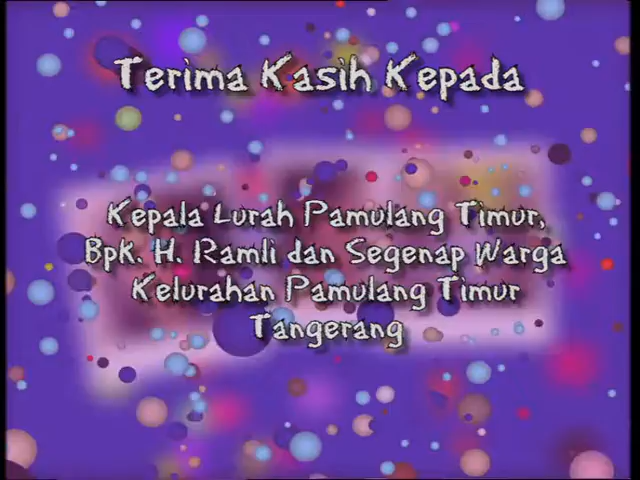 Terima Kasih Kepada
Kepala Lurah Pamulang Timur,
Bpk. H. Ramli dan Segenap Warga
Kelurahan Pamulang Timur
Tangerang